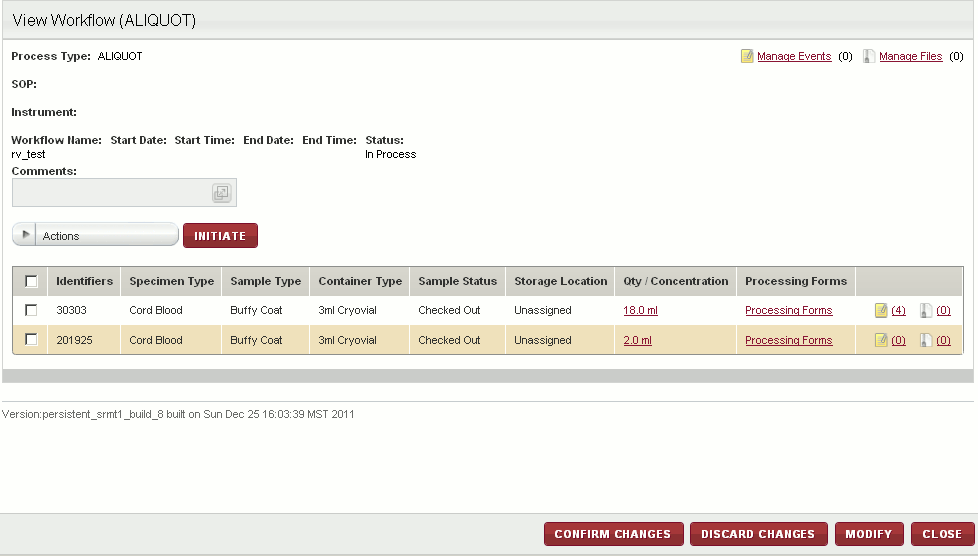 View Workflow (ALIQUOT)
Process Type: ALIQUOT Manage Events (0) Manage Files (0)
SOP:
Instrument:
Workflow Name: Start Date: Start Time: End Date: End Time: Status:
rv_test In Process
Comments:
Actions INITIATE
Identifiers Specimen Type Sample Type Container Type Sample Status Storage Location Qty / Concentration Processing Forms
30303 Cord Blood Buffy Coat 3ml Cryovial Checked Out Unassigned 18.0 ml Processing Forms (4) (0)
201925 Cord Blood Buffy Coat 3ml Cryovial Checked Out Unassigned 2.0 ml Processing Forms (0) (0)
Version:persistent_srmt1_build_8 built on Sun Dec 25 16:03:39 MST 2011
CONFIRM CHANGES DISCARD CHANGES MODIFY CLOSE